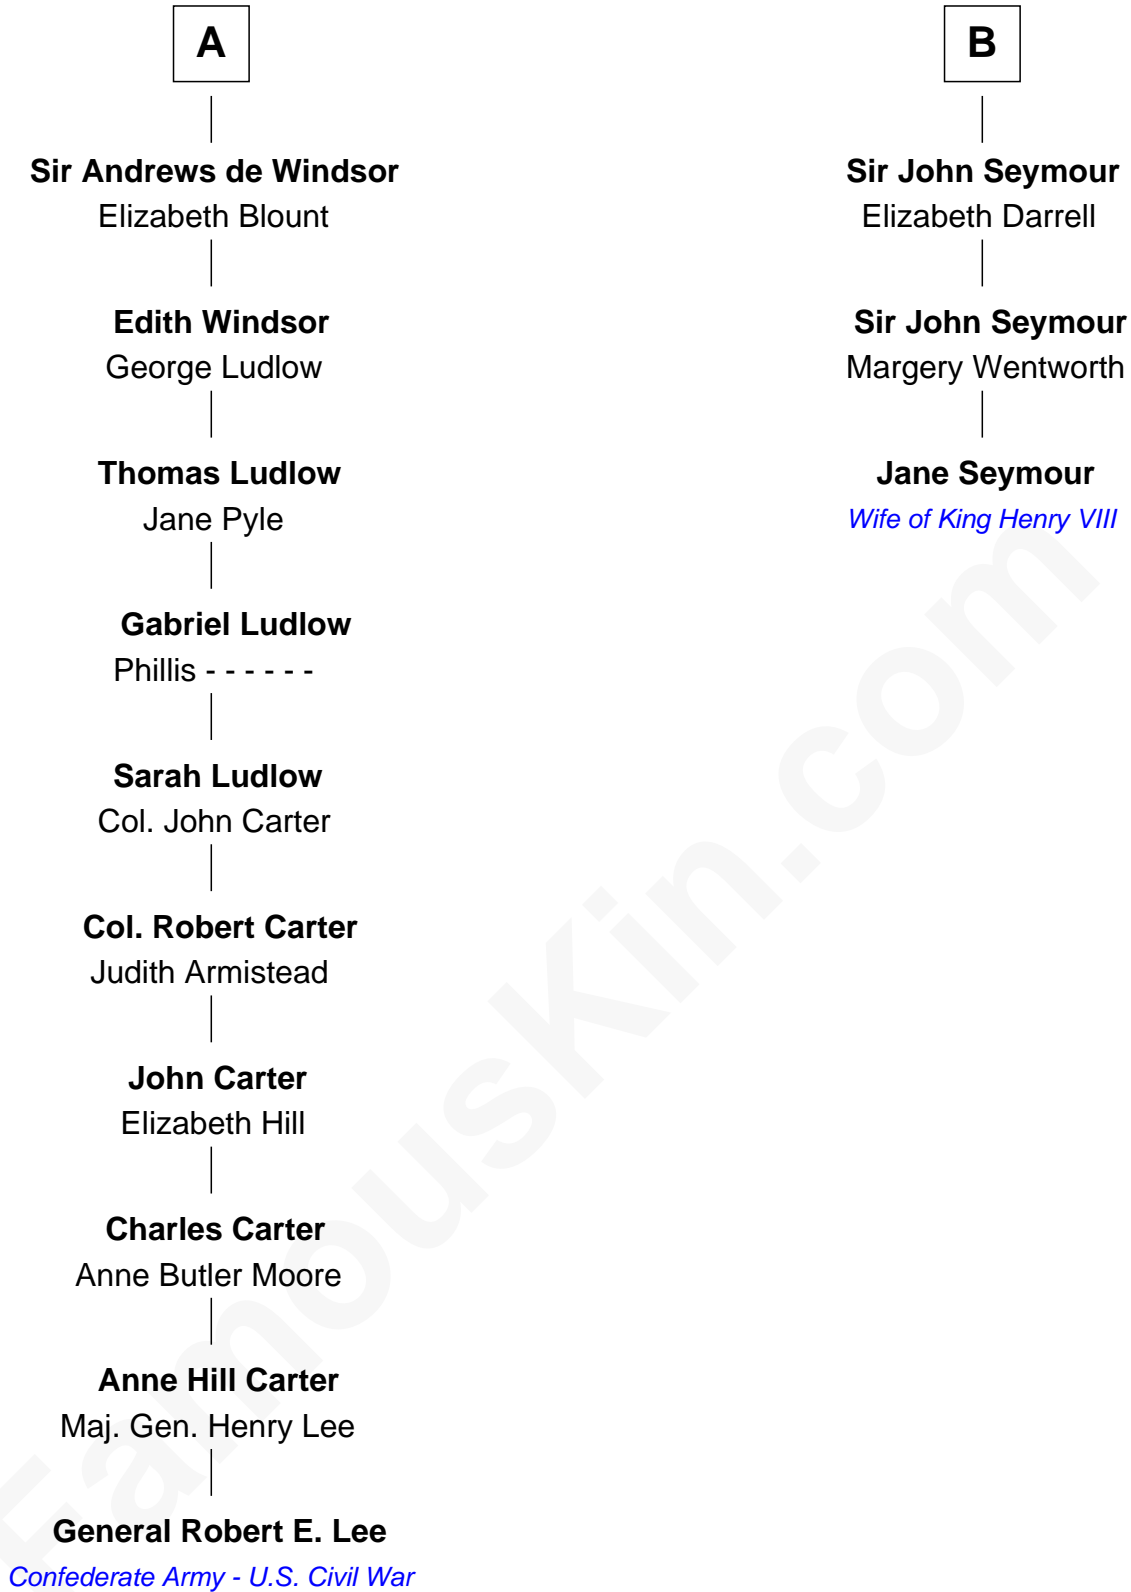 A
Sir Andrews de Windsor
Elizabeth Blount
Edith Windsor
George Ludlow
Thomas Ludlow
Jane Pyle
Gabriel Ludlow
Phillis - - - - - -
Sarah Ludlow
Col. John Carter
Col. Robert Carter
Judith Armistead
John Carter
Elizabeth Hill
Charles Carter
Anne Butler Moore
Anne Hill Carter
Maj. Gen. Henry Lee
General Robert E. Lee
Confederate Army - U.S. Civil War
B
Sir John Seymour
Elizabeth Darrell
Sir John Seymour
Margery Wentworth
Jane Seymour
Wife of King Henry VIII
FamousKin.com